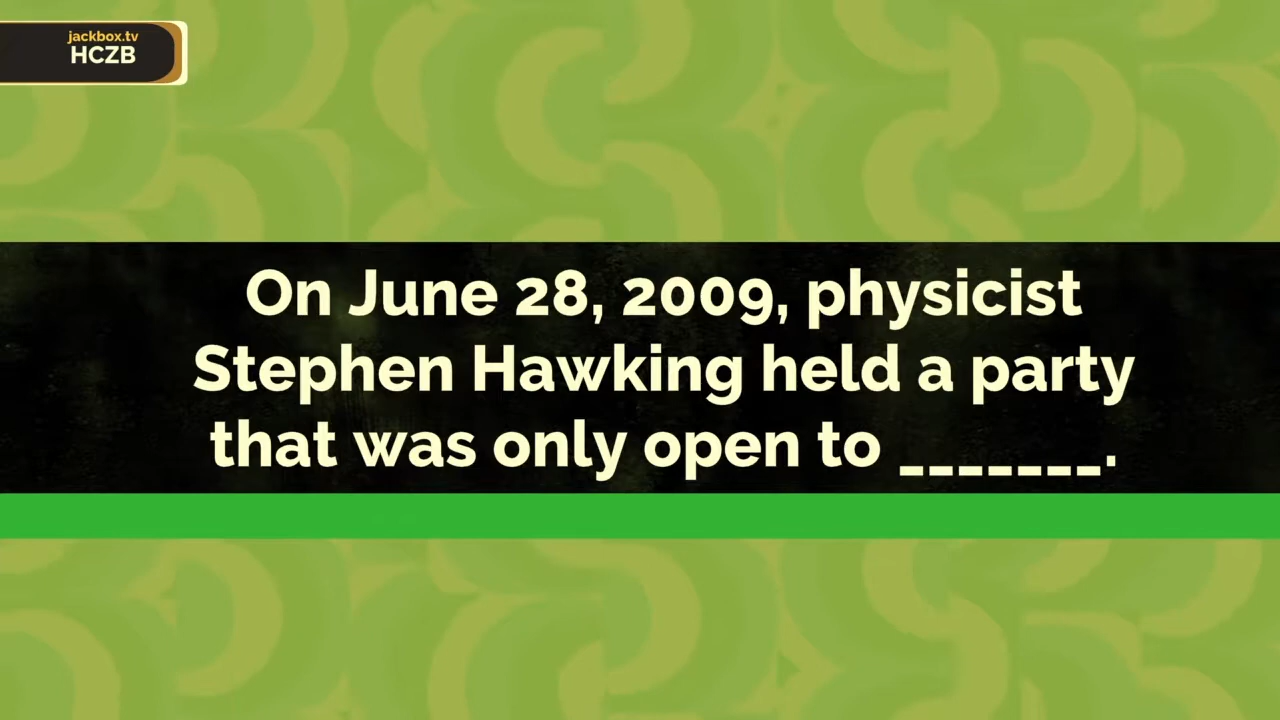 jackbox.tv
HCZB
On June 28, 2009, physicist
Stephen Hawking held a party
that was only open to _______.